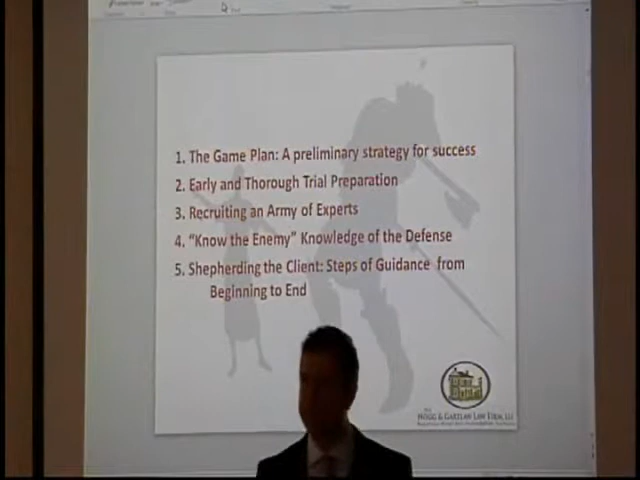 1. The Game Plan: A preliminary strategy for success
2. Early and Thorough Trial Preparation
3. Recruiting an Army of Experts
4. “Know the Enemy” Knowledge of the Defense
5. Shepherding the Client: Steps of Guidance from
Beginning to End
LAW FIRM,